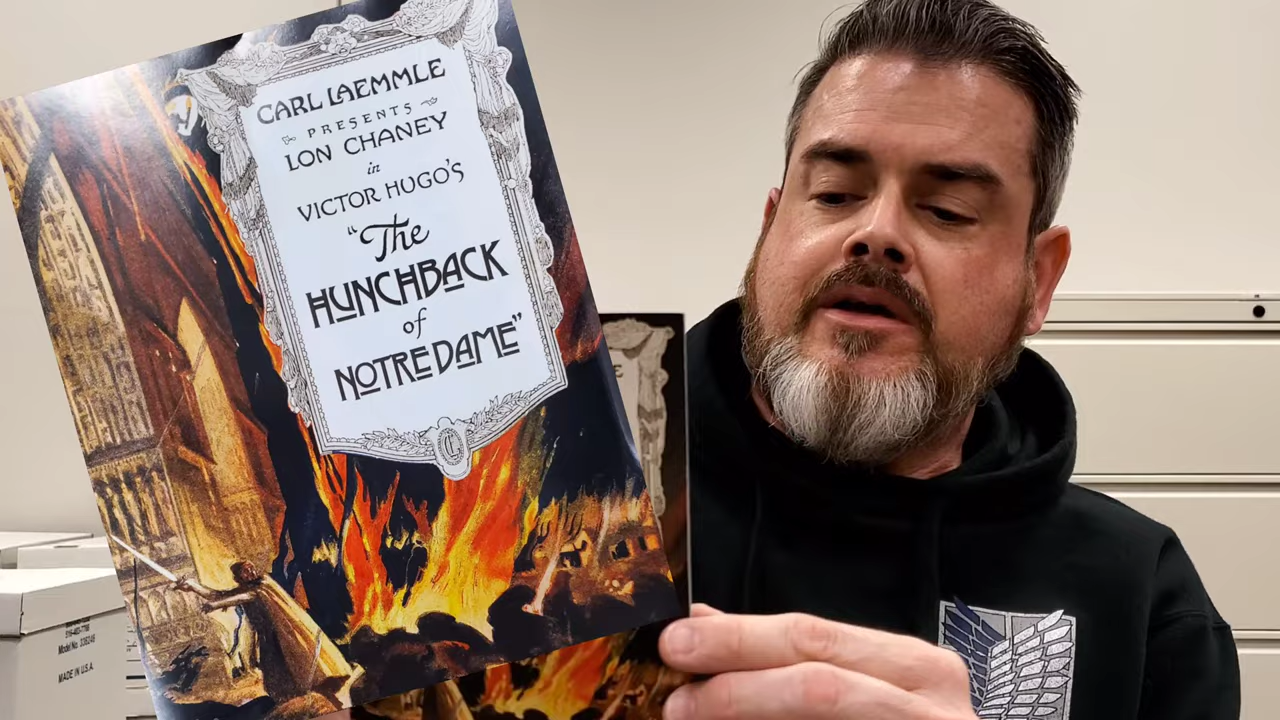 CARL LAEMMLE
PRESENTS
LON CHANEY
in
VICTOR HUGO'S
"The
HUNCHBACK
of
NOTRE DAME"
MADE IN U.S.A.